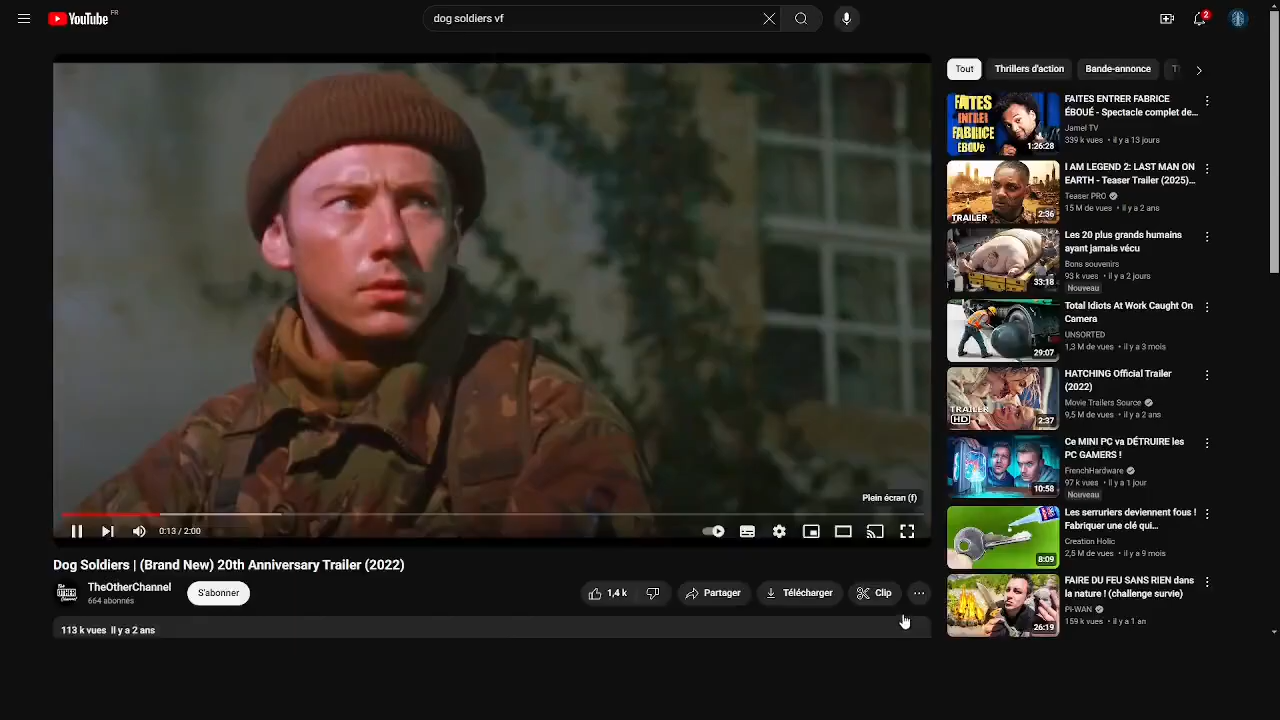 YouTube FR
dog soldiers vf
2
Plein écran (f)
0:13 / 2:00
Dog Soldiers | (Brand New) 20th Anniversary Trailer (2022)
THE OTHER Channel
TheOtherChannel
664 abonnés
S'abonner
1,4 k
Partager
Télécharger
Clip
113 k vues il y a 2 ans
Tout
Thrillers d'action
Bande-annonce
FAITES ENTRER FABRICE ÉBOUÉ
1:26:28
FAITES ENTRER FABRICE
ÉBOUÉ - Spectacle complet de...
Jamel TV
339 k vues • il y a 13 jours
TRAILER
2:36
I AM LEGEND 2: LAST MAN ON
EARTH - Teaser Trailer (2025)...
Teaser PRO
15 M de vues • il y a 2 ans
33:18
Les 20 plus grands humains
ayant jamais vécu
Bons souvenirs
93 k vues • il y a 2 jours
Nouveau
29:07
Total Idiots At Work Caught On
Camera
UNSORTED
1,3 M de vues • il y a 3 mois
TRAILER
HD
2:37
HATCHING Official Trailer
(2022)
Movie Trailers Source
9,5 M de vues • il y a 2 ans
10:58
Ce MINI PC va DÉTRUIRE les
PC GAMERS !
FrenchHardware
97 k vues • il y a 1 jour
Nouveau
8:09
Les serruriers deviennent fous !
Fabriquer une clé qui...
Creation Holic
2,5 M de vues • il y a 9 mois
26:19
FAIRE DU FEU SANS RIEN dans
la nature ! (challenge survie)
PI-WAN
159 k vues • il y a 1 an